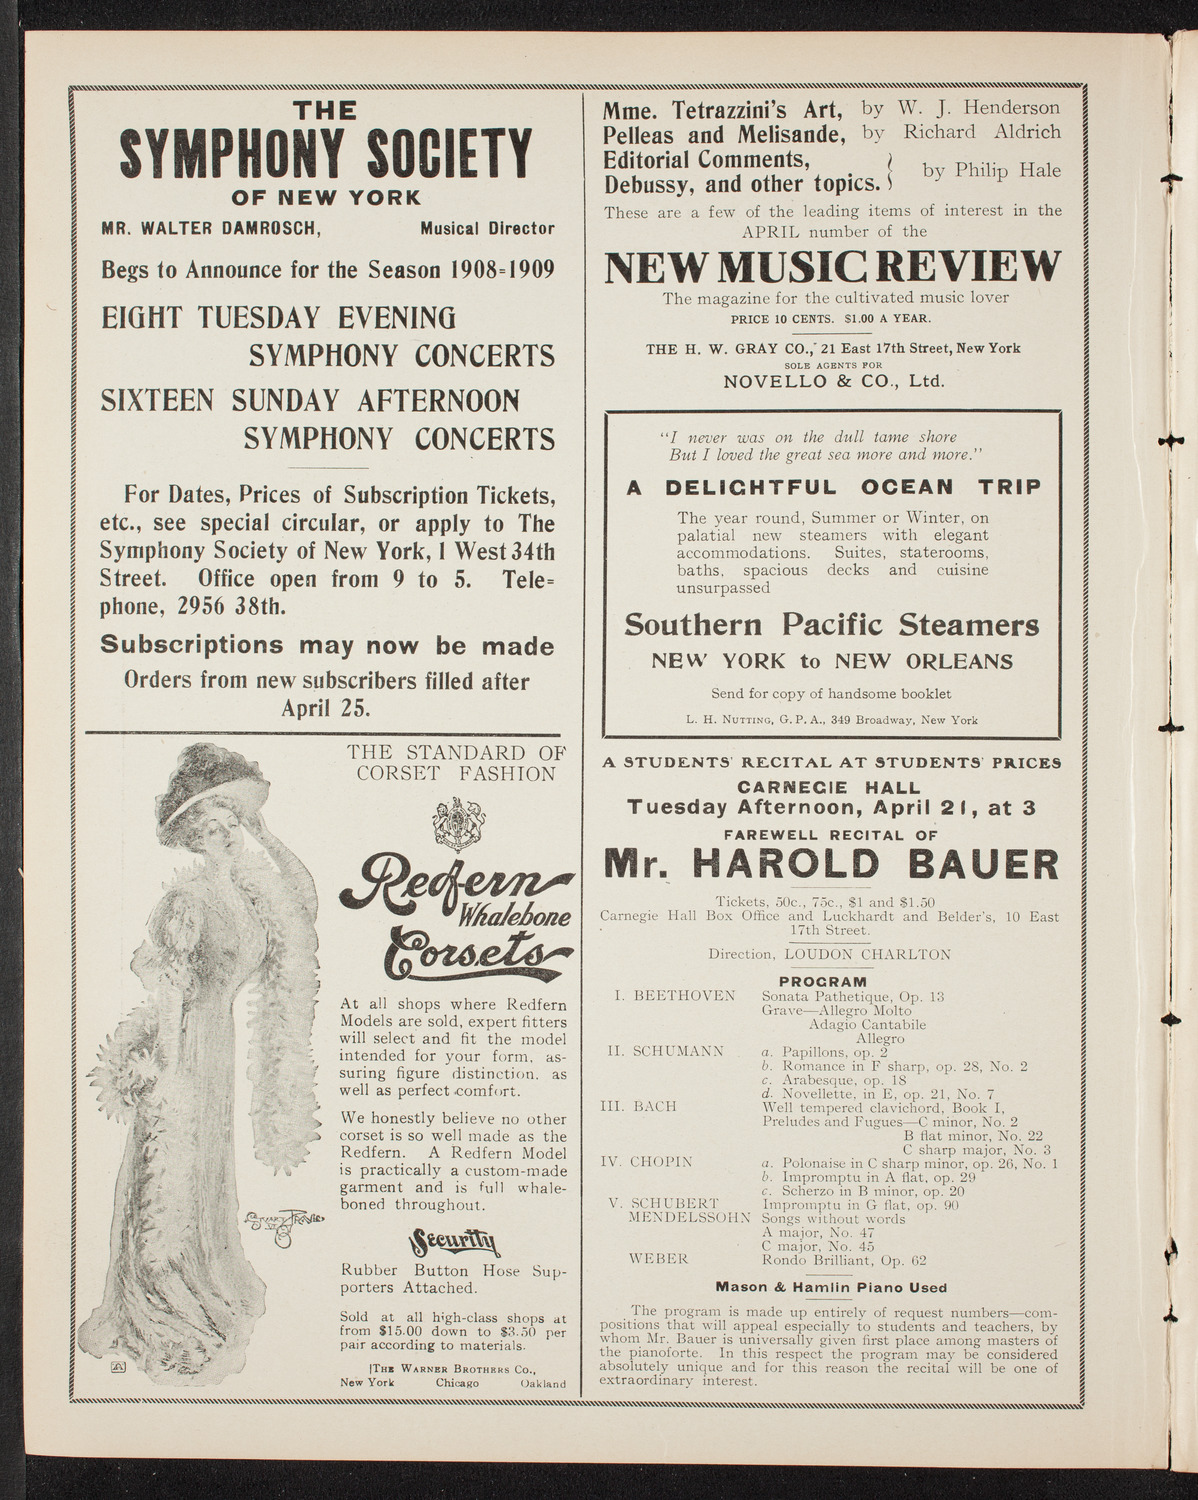 THE
SYMPHONY SOCIETY
OF NEW YORK
MR. WALTER DAMROSCH, Musical Director
Begs to Announce for the Season 1908=1909
EIGHT TUESDAY EVENING
SYMPHONY CONCERTS
SIXTEEN SUNDAY AFTERNOON
SYMPHONY CONCERTS
For Dates, Prices of Subscription Tickets,
etc., see special circular, or apply to The
Symphony Society of New York, 1 West 34th
Street. Office open from 9 to 5. Tele=
phone, 2956 38th.
Subscriptions may now be made
Orders from new subscribers filled after
April 25.
THE STANDARD OF
CORSET FASHION
Redfern
Whalebone
Corsets
At all shops where Redfern
Models are sold, expert fitters
will select and fit the model
intended for your form, as-
suring figure distinction, as
well as perfect comfort.
We honestly believe no other
corset is so well made as the
Redfern. A Redfern Model
is practically a custom-made
garment and is full whale-
boned throughout.
Security
Rubber Button Hose Sup-
porters Attached.
Sold at all high-class shops at
from $15.00 down to $3.50 per
pair according to materials.
THE WARNER BROTHERS CO.,
New York Chicago Oakland
Mme. Tetrazzini's Art, by W. J. Henderson
Pelleas and Melisande, by Richard Aldrich
Editorial Comments,
Debussy, and other topics. } by Philip Hale
These are a few of the leading items of interest in the
APRIL number of the
NEW MUSIC REVIEW
The magazine for the cultivated music lover
PRICE 10 CENTS. $1.00 A YEAR.
THE H. W. GRAY CO., 21 East 17th Street, New York
SOLE AGENTS FOR
NOVELLO & CO., Ltd.
"I never was on the dull tame shore
But I loved the great sea more and more."
A DELIGHTFUL OCEAN TRIP
The year round, Summer or Winter, on
palatial new steamers with elegant
accommodations. Suites, staterooms,
baths, spacious decks and cuisine
unsurpassed
Southern Pacific Steamers
NEW YORK to NEW ORLEANS
Send for copy of handsome booklet
L. H. NUTTING, G. P. A., 349 Broadway, New York
A STUDENTS' RECITAL AT STUDENTS' PRICES
CARNEGIE HALL
Tuesday Afternoon, April 21, at 3
FAREWELL RECITAL OF
Mr. HAROLD BAUER
Tickets, 50c., 75c., $1 and $1.50
Carnegie Hall Box Office and Luckhardt and Belder's, 10 East
17th Street.
Direction, LOUDON CHARLTON
PROGRAM
I. BEETHOVEN Sonata Pathetique, Op. 13
Grave—Allegro Molto
Adagio Cantabile
Allegro
II. SCHUMANN a. Papillons, op. 2
b. Romance in F sharp, op. 28, No. 2
c. Arabesque, op. 18
d. Novellette, in E, op. 21, No. 7
III. BACH Well tempered clavichord, Book I,
Preludes and Fugues—C minor, No. 2
B flat minor, No. 22
C sharp major, No. 3
IV. CHOPIN a. Polonaise in C sharp minor, op. 26, No. 1
b. Impromptu in A flat, op. 29
c. Scherzo in B minor, op. 20
V. SCHUBERT Impromptu in G flat, op. 90
MENDELSSOHN Songs without words
A major, No. 47
C major, No. 45
WEBER Rondo Brilliant, Op. 62
Mason & Hamlin Piano Used
The program is made up entirely of request numbers—com-
positions that will appeal especially to students and teachers, by
whom Mr. Bauer is universally given first place among masters of
the pianoforte. In this respect the program may be considered
absolutely unique and for this reason the recital will be one of
extraordinary interest.